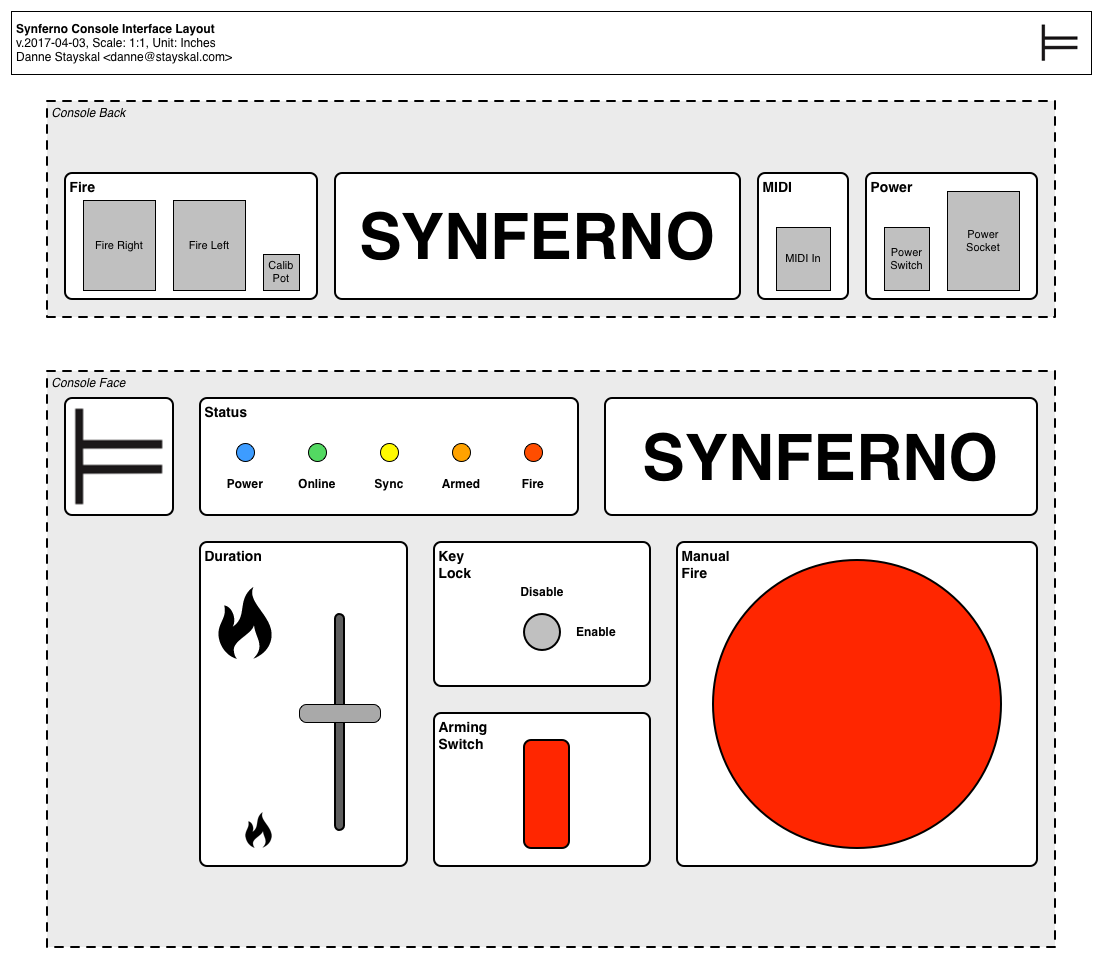 Synferno Console Interface Layout
v.2017-04-03, Scale: 1:1, Unit: Inches
Danne Stayskal <danne@stayskal.com>
Console Back
Fire
Fire Right
Fire Left
Calib
Pot
SYNFERNO
MIDI
MIDI In
Power
Power
Switch
Power
Socket
Console Face
Status
Power
Online
Sync
Armed
Fire
SYNFERNO
Duration
Key
Lock
Disable
Enable
Arming
Switch
Manual
Fire